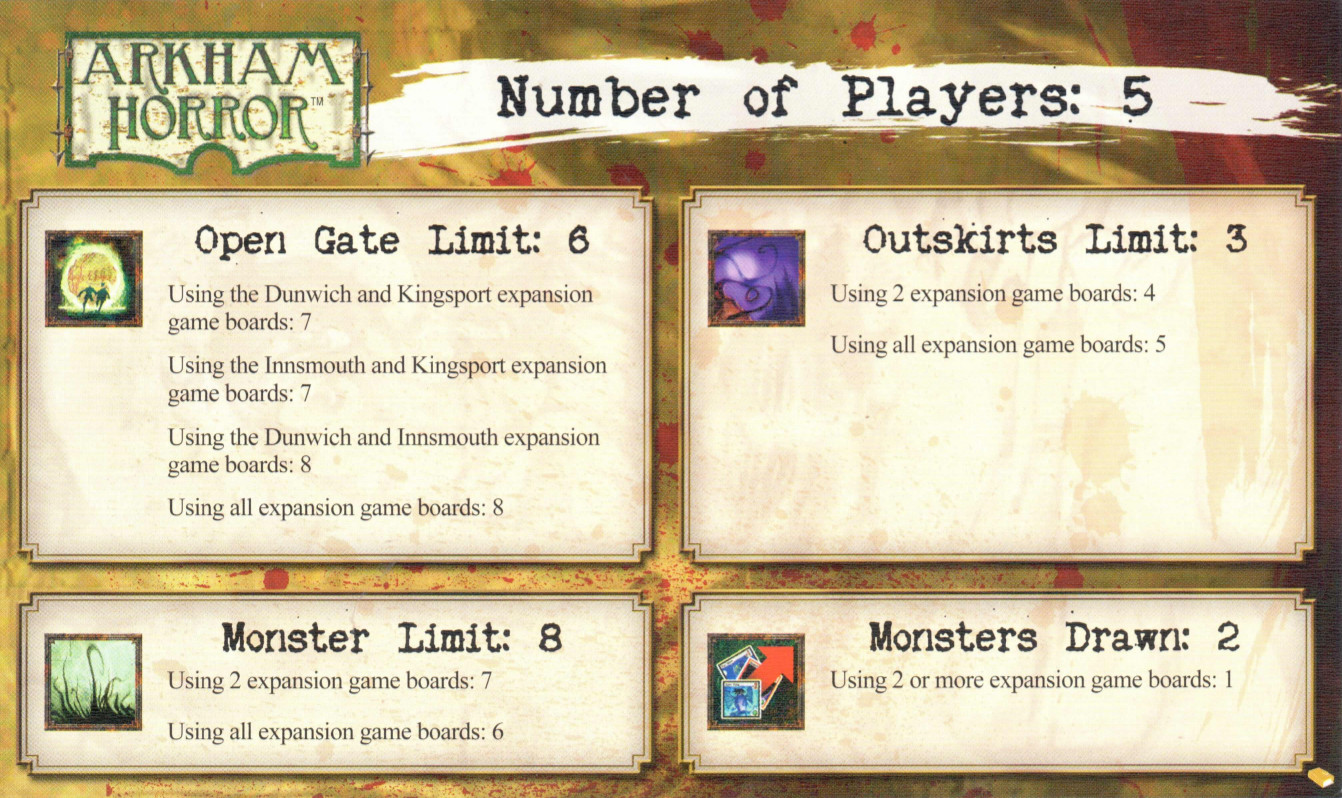 ARKHAM
HORROR™
Number of Players: 5
Open Gate Limit: 6
Using the Dunwich and Kingsport expansion
game boards: 7
Using the Innsmouth and Kingsport expansion
game boards: 7
Using the Dunwich and Innsmouth expansion
game boards: 8
Using all expansion game boards: 8
Outskirts Limit: 3
Using 2 expansion game boards: 4
Using all expansion game boards: 5
Monster Limit: 8
Using 2 expansion game boards: 7
Using all expansion game boards: 6
Monsters Drawn: 2
Using 2 or more expansion game boards: 1